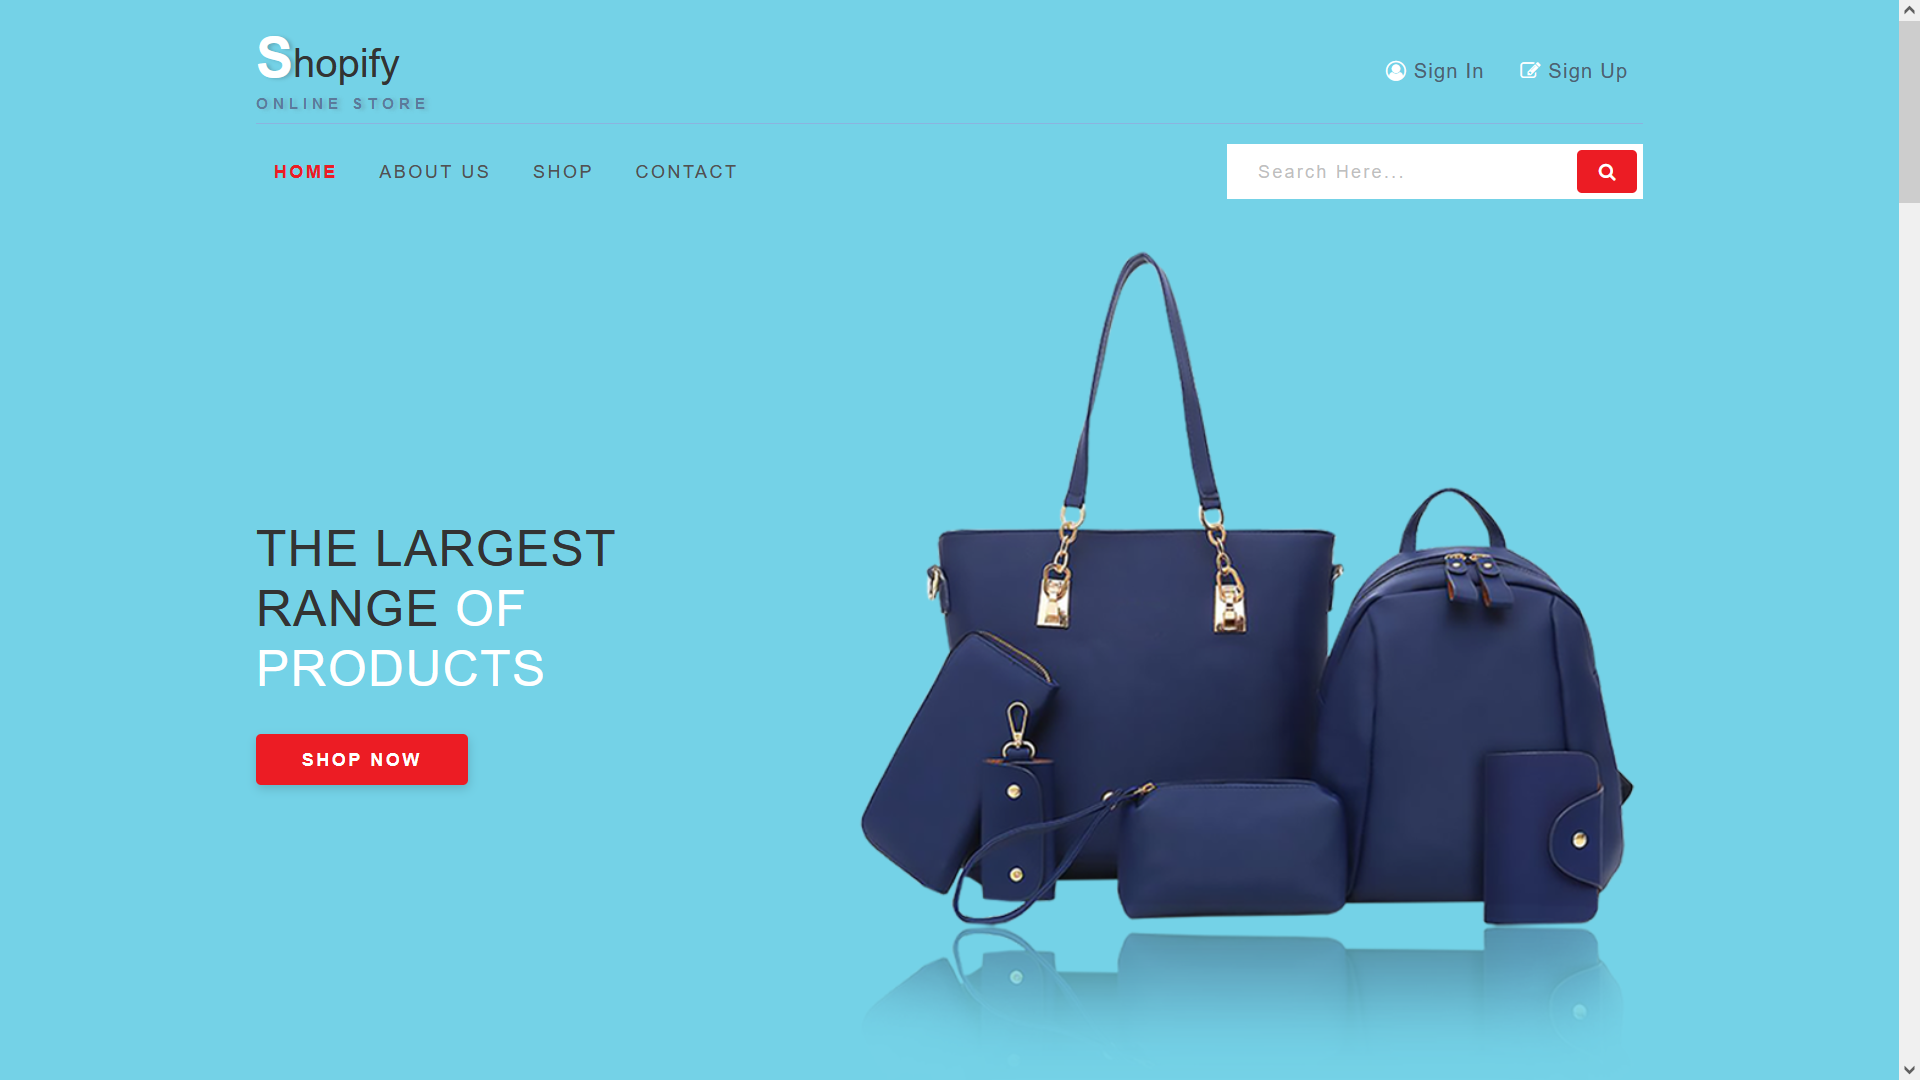 Shopify
ONLINE STORE
Sign In
Sign Up
HOME
ABOUT US
SHOP
CONTACT
Search Here...
THE LARGEST
RANGE OF
PRODUCTS
SHOP NOW